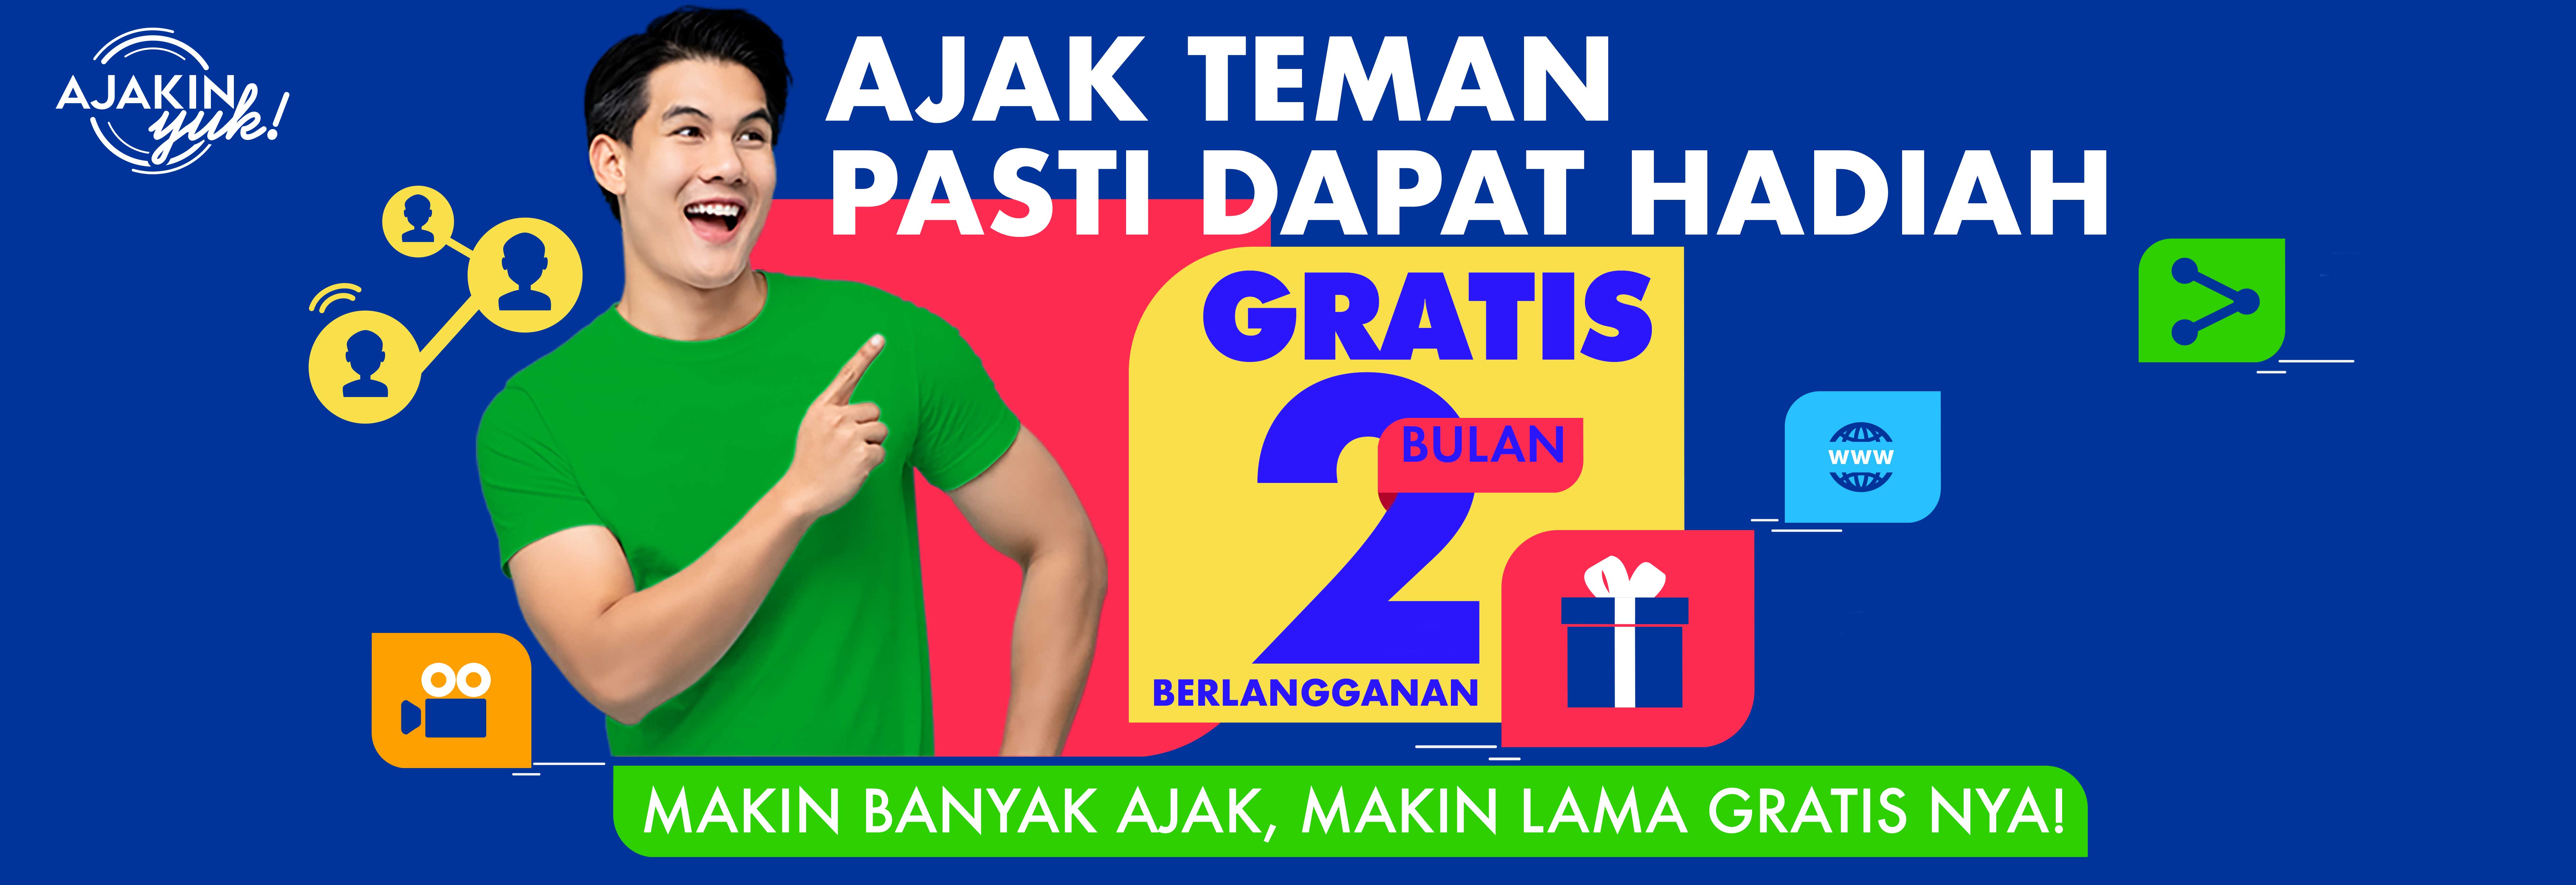 AJAKIN
yuk!
AJAK TEMAN
PASTI DAPAT HADIAH
GRATIS
2
BULAN
BERLANGGANAN
WWW
MAKIN BANYAK AJAK, MAKIN LAMA GRATIS NYA!